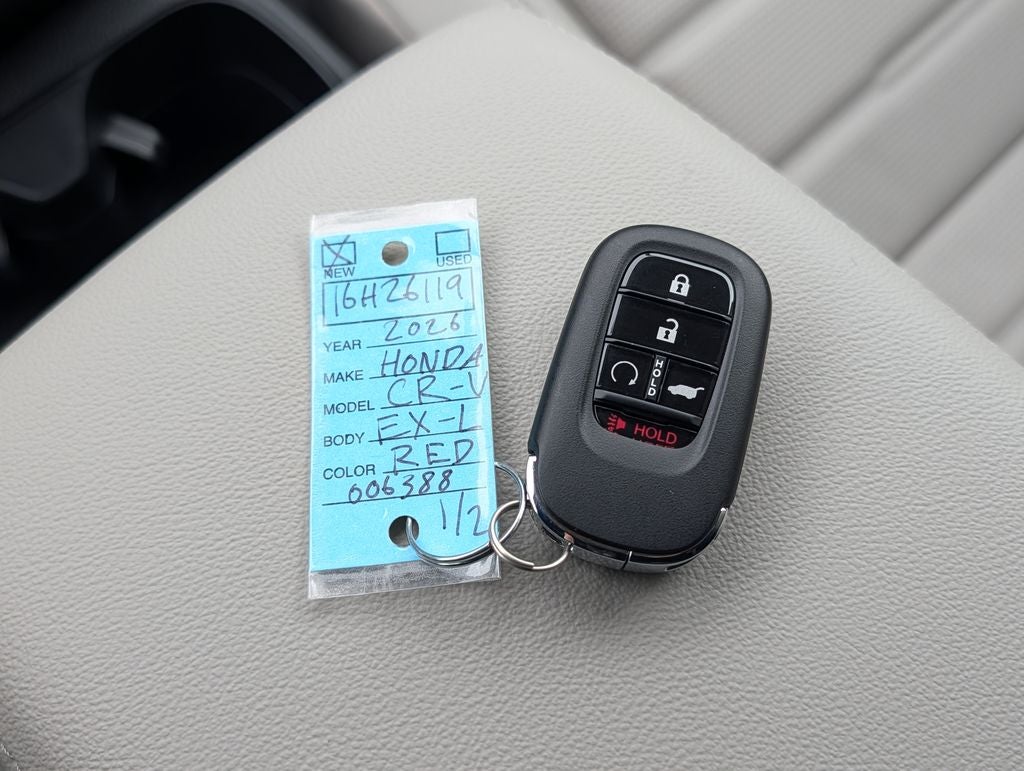 NEW USED
16H26119
YEAR 2026
MAKE HONDA
MODEL CR-V
BODY EX-L
COLOR RED
006388
1/2
HOLD
HOLD